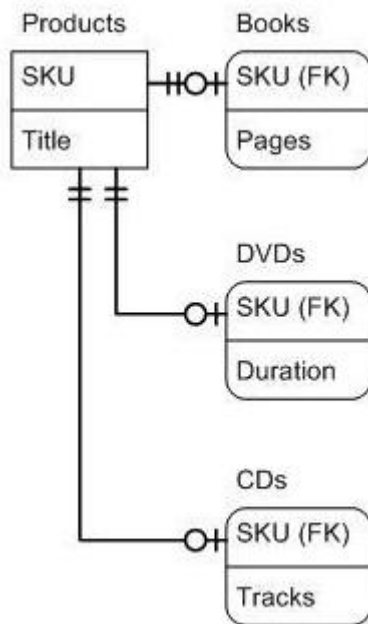 Products
SKU
Title
Books
SKU (FK)
Pages
DVDs
SKU (FK)
Duration
CDs
SKU (FK)
Tracks